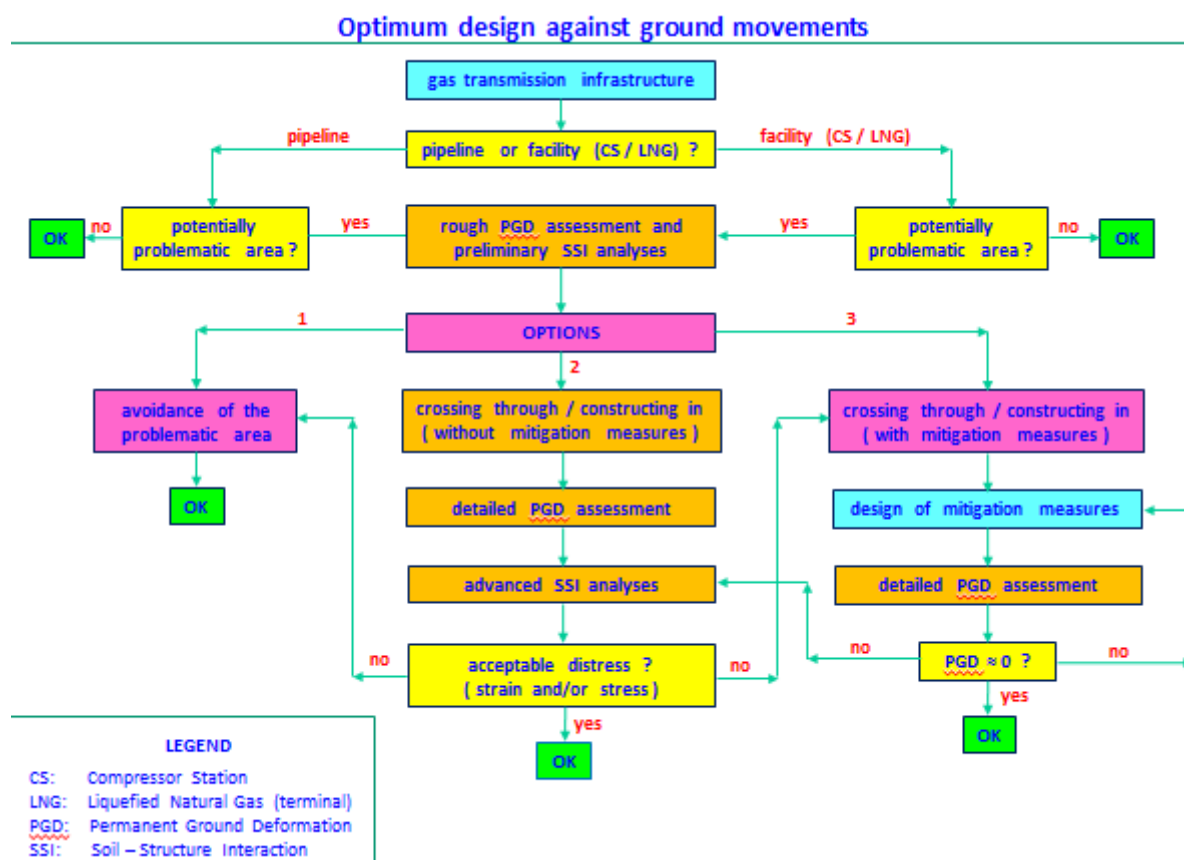 Optimum design against ground movements
gas transmission infrastructure
pipeline
facility (CS / LNG)
pipeline or facility (CS / LNG) ?
OK
no
potentially
problematic area ?
yes
rough PGD assessment and
preliminary SSI analyses
yes
potentially
problematic area ?
no
OK
1
OPTIONS
3
2
avoidance of the
problematic area
crossing through / constructing in
( without mitigation measures )
crossing through / constructing in
( with mitigation measures )
OK
detailed PGD assessment
design of mitigation measures
advanced SSI analyses
detailed PGD assessment
no
acceptable distress ?
( strain and/or stress )
no
no
PGD ≈ 0 ?
no
yes
OK
yes
OK
LEGEND
CS: Compressor Station
LNG: Liquefied Natural Gas (terminal)
PGD: Permanent Ground Deformation
SSI: Soil – Structure Interaction